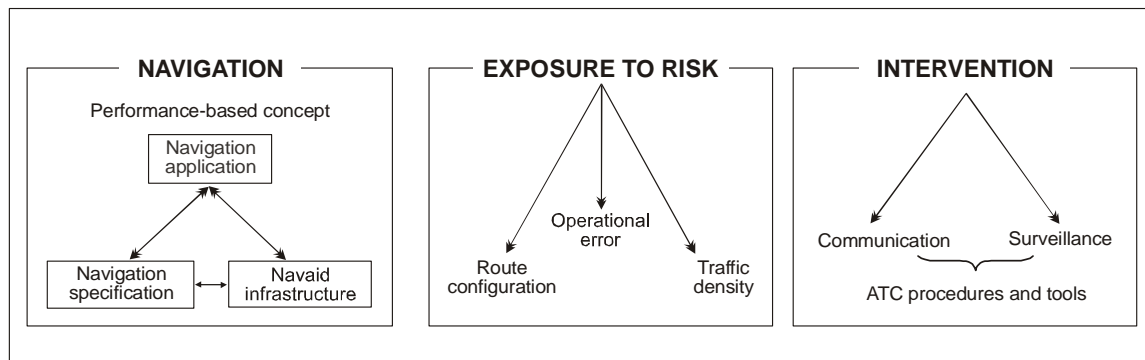 NAVIGATION
Performance-based concept
Navigation
application
Navigation
specification
Navaid
infrastructure
EXPOSURE TO RISK
Operational
error
Route
configuration
Traffic
density
INTERVENTION
Communication
Surveillance
ATC procedures and tools